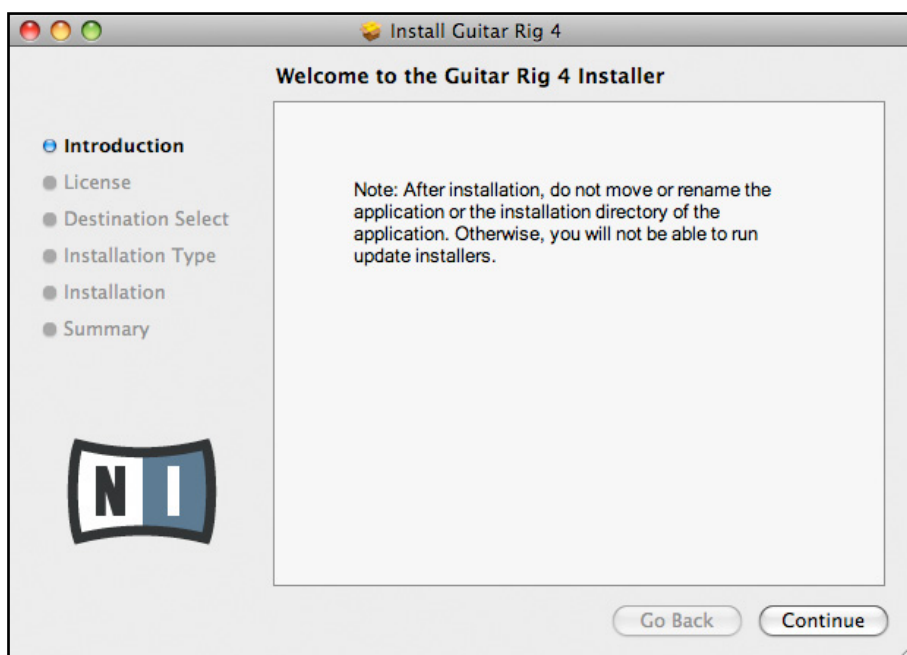 Install Guitar Rig 4
Welcome to the Guitar Rig 4 Installer
Introduction
License
Destination Select
Installation Type
Installation
Summary
Note: After installation, do not move or rename the
application or the installation directory of the
application. Otherwise, you will not be able to run
update installers.
NI
Go Back
Continue